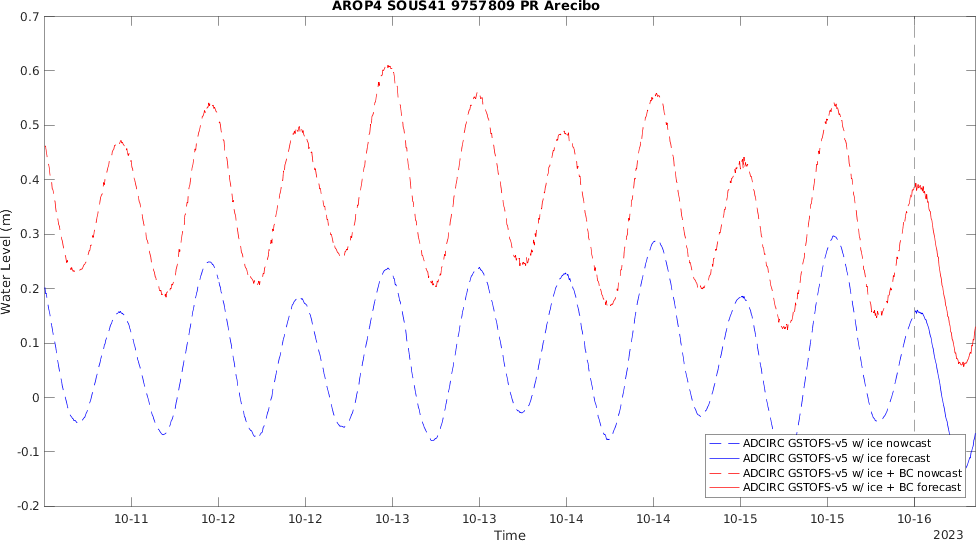 AROP4 SOUS41 9757809 PR Arecibo
0.7
0.6
0.5
0.4
0.3
0.2
0.1
0
-0.1
-0.2
Water Level (m)
ADCIRC GSTOFS-v5 w/ ice nowcast
ADCIRC GSTOFS-v5 w/ ice forecast
ADCIRC GSTOFS-v5 w/ ice + BC nowcast
ADCIRC GSTOFS-v5 w/ ice + BC forecast
10-11 10-12 10-12 10-13 10-13 10-14 10-14 10-15 10-15 10-16
Time
2023